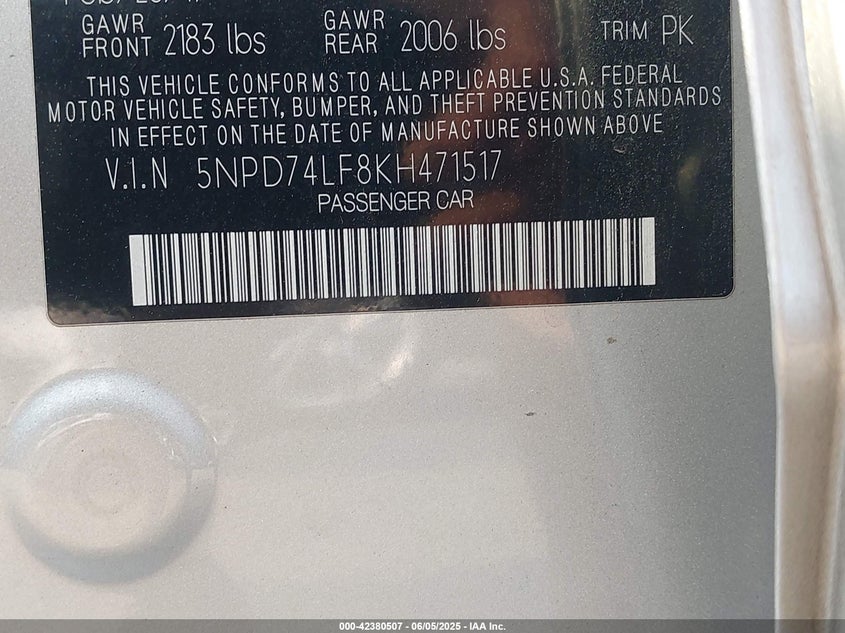 GAWR FRONT 2183 lbs GAWR REAR 2006 lbs TRIM PK
THIS VEHICLE CONFORMS TO ALL APPLICABLE U.S.A. FEDERAL
MOTOR VEHICLE SAFETY, BUMPER, AND THEFT PREVENTION STANDARDS
IN EFFECT ON THE DATE OF MANUFACTURE SHOWN ABOVE
V.I.N 5NPD74LF8KH471517
PASSENGER CAR
000-42380507 - 06/05/2025 - IAA Inc.